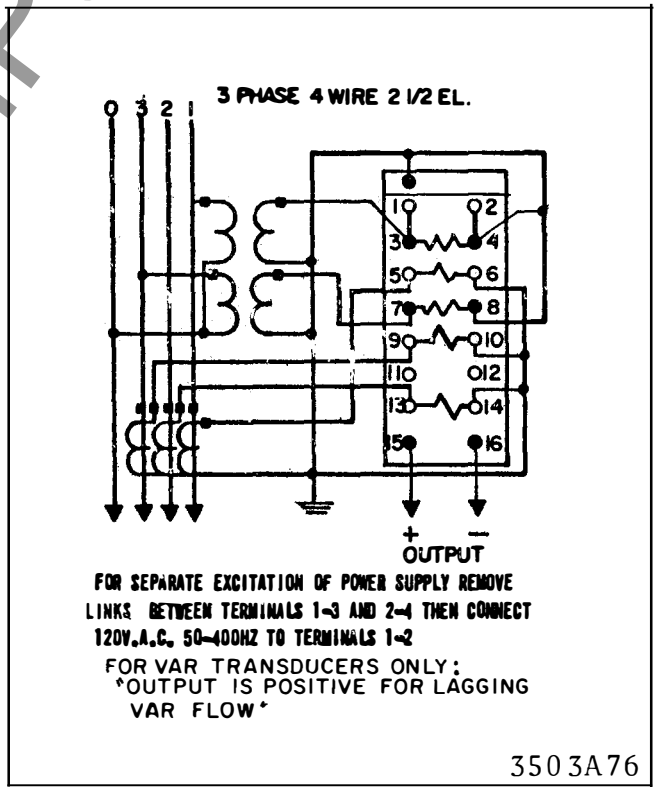 3 PHASE 4 WIRE 2 1/2 EL.
0 3 2 1
1 2
3 4
5 6
7 8
9 10
11 12
13 14
15 16
+ −
OUTPUT
FOR SEPARATE EXCITATION OF POWER SUPPLY REMOVE
LINKS BETWEEN TERMINALS 1-3 AND 2-4 THEN CONNECT
120V.A.C. 50-400HZ TO TERMINALS 1-2
FOR VAR TRANSDUCERS ONLY:
"OUTPUT IS POSITIVE FOR LAGGING
VAR FLOW"
3503A76